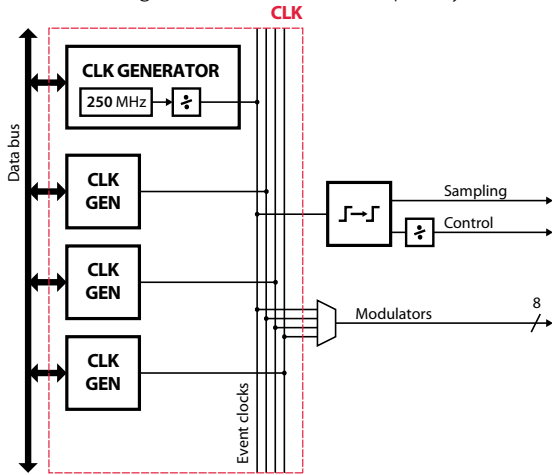 CLK
CLK GENERATOR
250 MHz
÷
Data bus
CLK
GEN
Sampling
÷
Control
CLK
GEN
8
Modulators
CLK
GEN
Event clocks